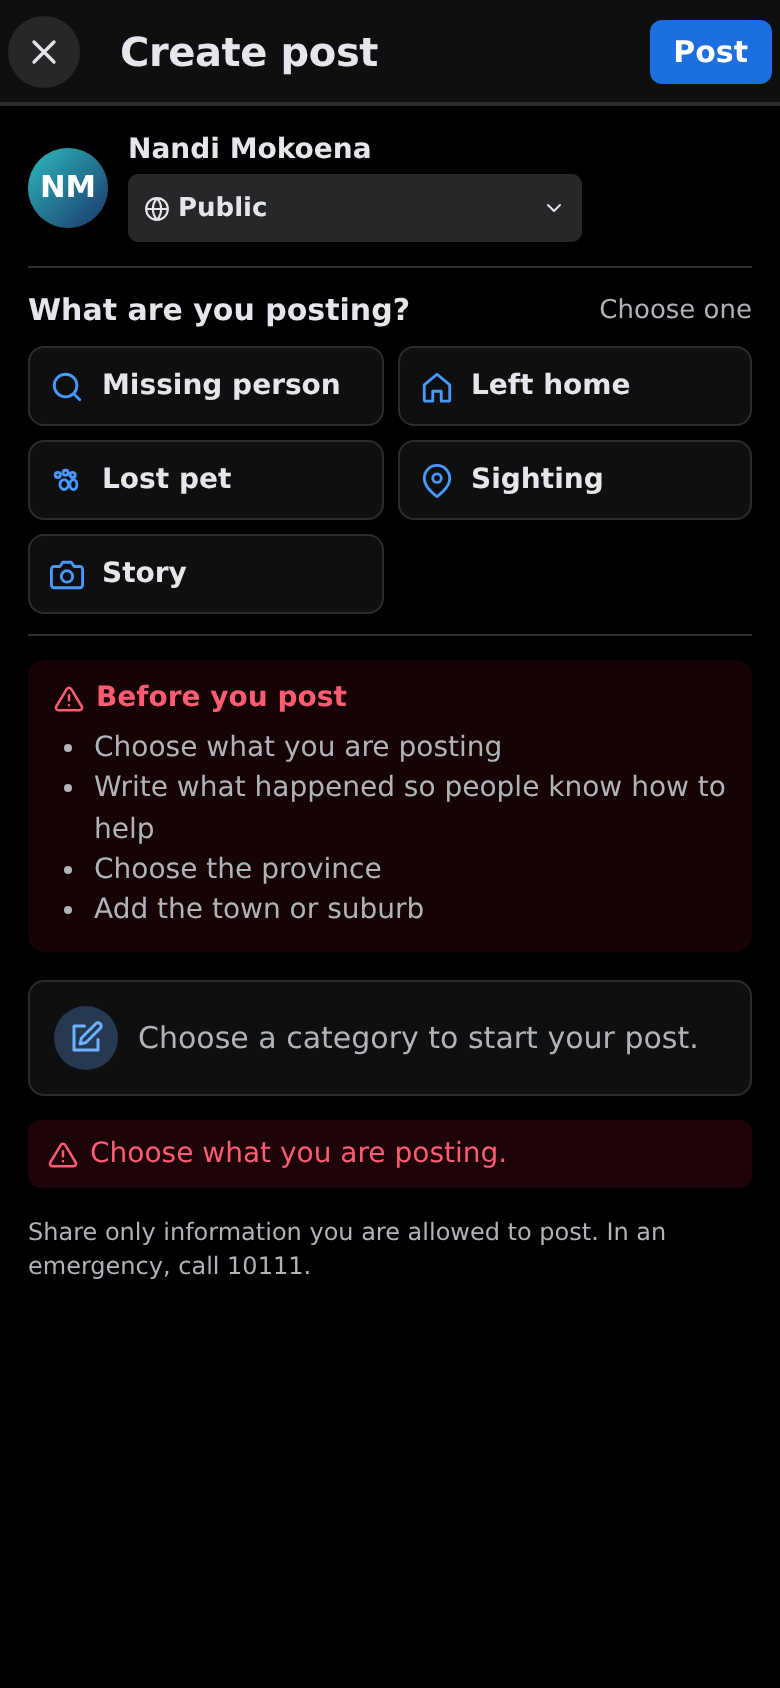 Create post
Post
NM
Nandi Mokoena
Public
What are you posting?
Choose one
Missing person
Left home
Lost pet
Sighting
Story
Before you post
• Choose what you are posting
• Write what happened so people know how to
help
• Choose the province
• Add the town or suburb
Choose a category to start your post.
Choose what you are posting.
Share only information you are allowed to post. In an
emergency, call 10111.